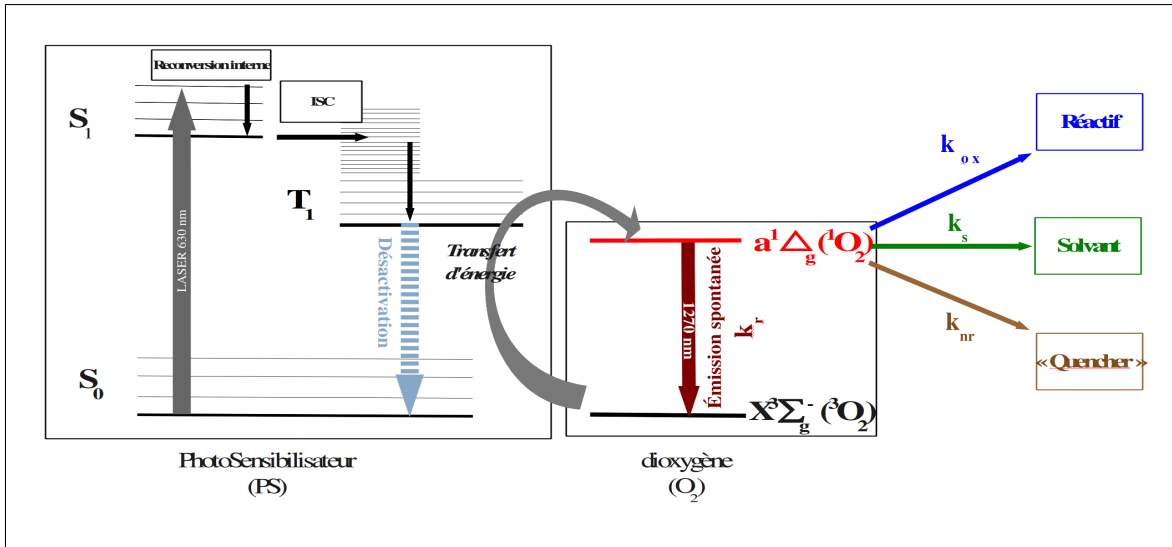 Reconversion interne
ISC
S1
T1
LASER 630 nm
Désactivation
Transfert
d'énergie
S0
PhotoSensibilisateur
(PS)
a¹Δg(¹O2)
1270 nm
Émission spontanée
kr
X³Σg⁻(³O2)
dioxygène
(O2)
kox
Réactif
ks
Solvant
knr
« Quencher »